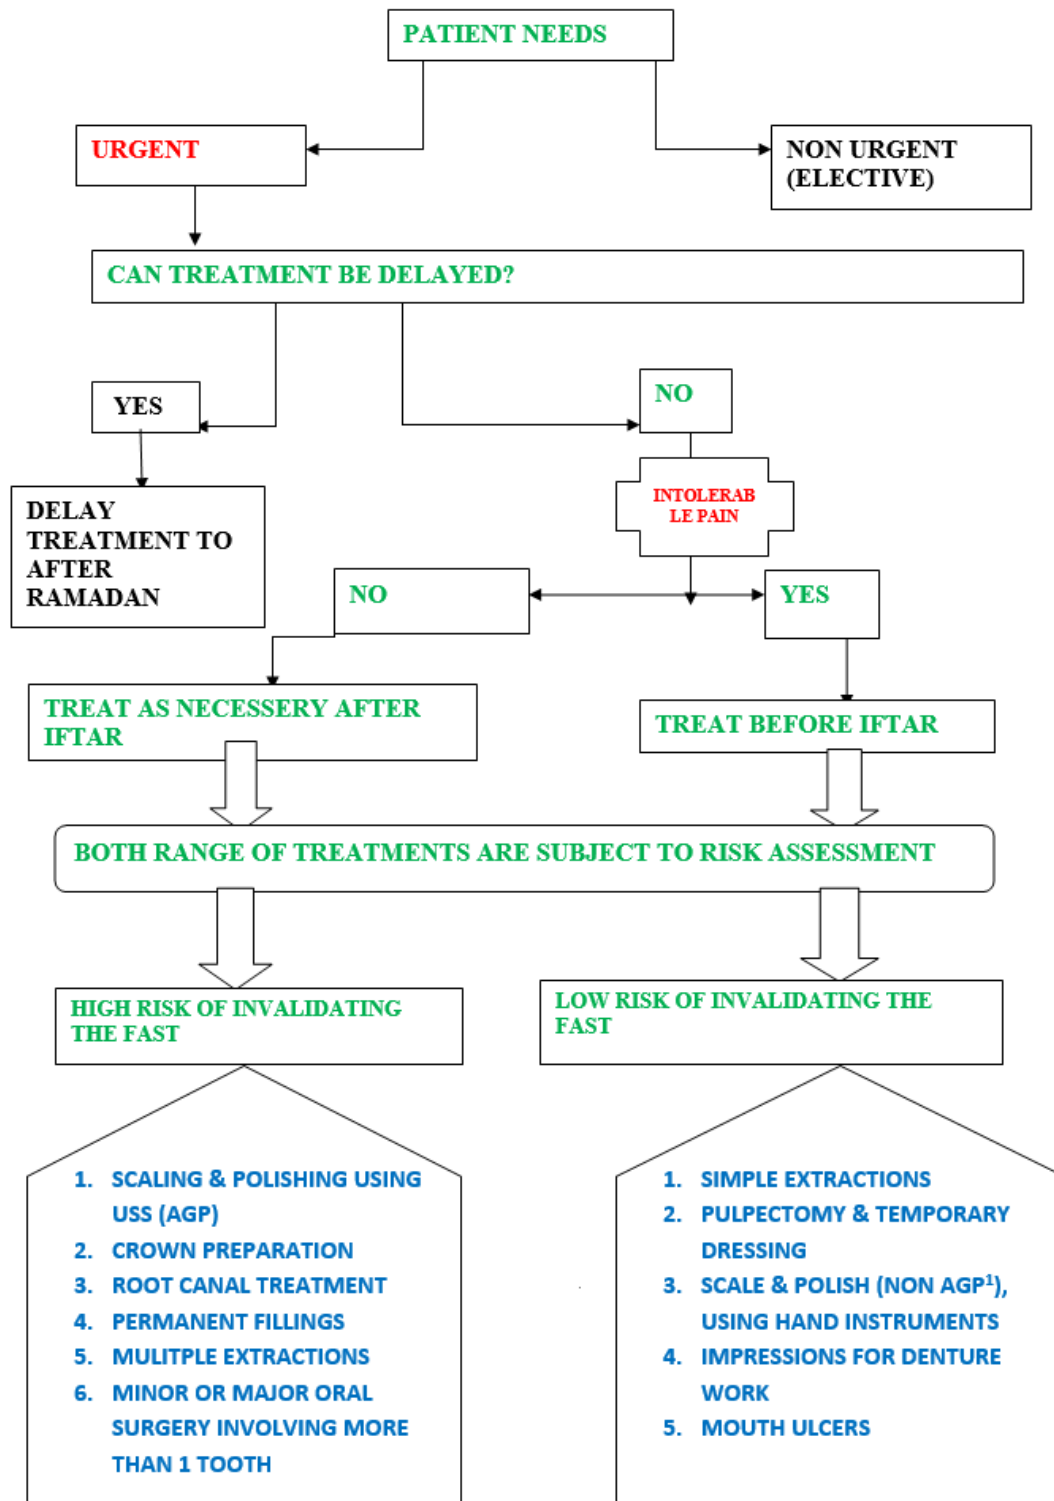 PATIENT NEEDS
URGENT
NON URGENT
(ELECTIVE)
CAN TREATMENT BE DELAYED?
YES
NO
INTOLERAB
LE PAIN
DELAY
TREATMENT TO
AFTER
RAMADAN
NO
YES
TREAT AS NECESSERY AFTER
IFTAR
TREAT BEFORE IFTAR
BOTH RANGE OF TREATMENTS ARE SUBJECT TO RISK ASSESSMENT
HIGH RISK OF INVALIDATING
THE FAST
LOW RISK OF INVALIDATING THE
FAST
1. SCALING & POLISHING USING
USS (AGP)
2. CROWN PREPARATION
3. ROOT CANAL TREATMENT
4. PERMANENT FILLINGS
5. MULITPLE EXTRACTIONS
6. MINOR OR MAJOR ORAL
SURGERY INVOLVING MORE
THAN 1 TOOTH
1. SIMPLE EXTRACTIONS
2. PULPECTOMY & TEMPORARY
DRESSING
3. SCALE & POLISH (NON AGP¹),
USING HAND INSTRUMENTS
4. IMPRESSIONS FOR DENTURE
WORK
5. MOUTH ULCERS